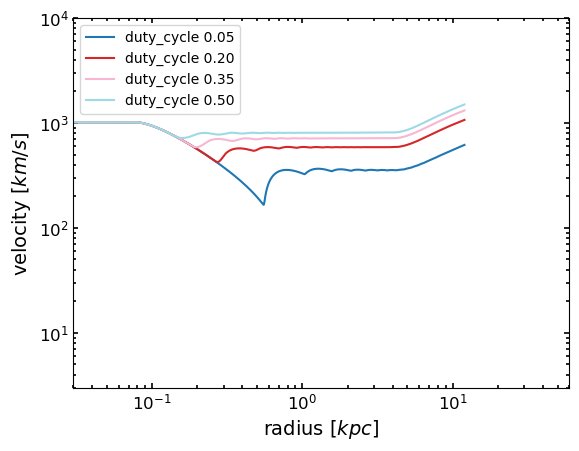 10^4
10^3
10^2
10^1
velocity [km/s]
duty_cycle 0.05
duty_cycle 0.20
duty_cycle 0.35
duty_cycle 0.50
10^−1
10^0
10^1
radius [kpc]